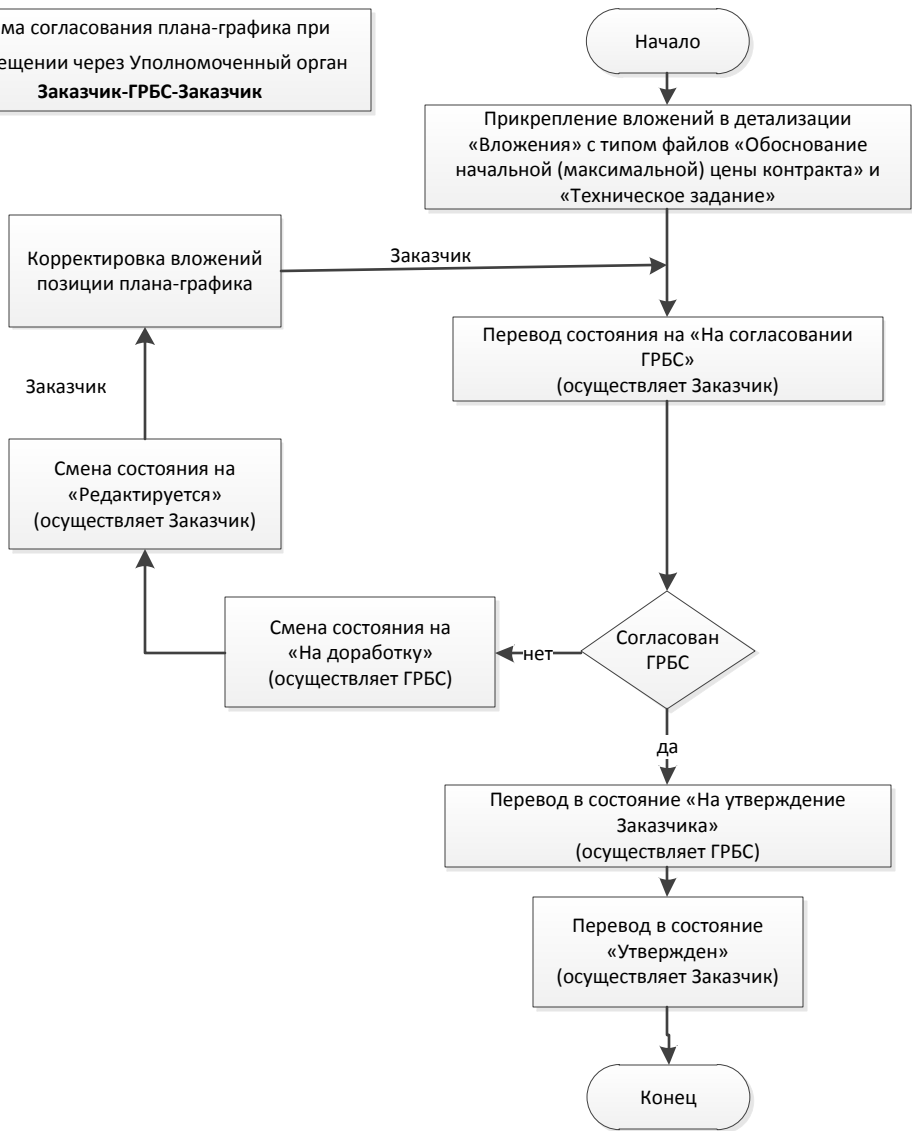 ма согласования плана-графика при
ещении через Уполномоченный орган
Заказчик-ГРБС-Заказчик
Начало
Прикрепление вложений в детализации
«Вложения» с типом файлов «Обоснование
начальной (максимальной) цены контракта» и
«Техническое задание»
Корректировка вложений
позиции плана-графика
Заказчик
Перевод состояния на «На согласовании
ГРБС»
(осуществляет Заказчик)
Заказчик
Смена состояния на
«Редактируется»
(осуществляет Заказчик)
Смена состояния на
«На доработку»
(осуществляет ГРБС)
нет
Согласован
ГРБС
да
Перевод в состояние «На утверждение
Заказчика»
(осуществляет ГРБС)
Перевод в состояние
«Утвержден»
(осуществляет Заказчик)
Конец